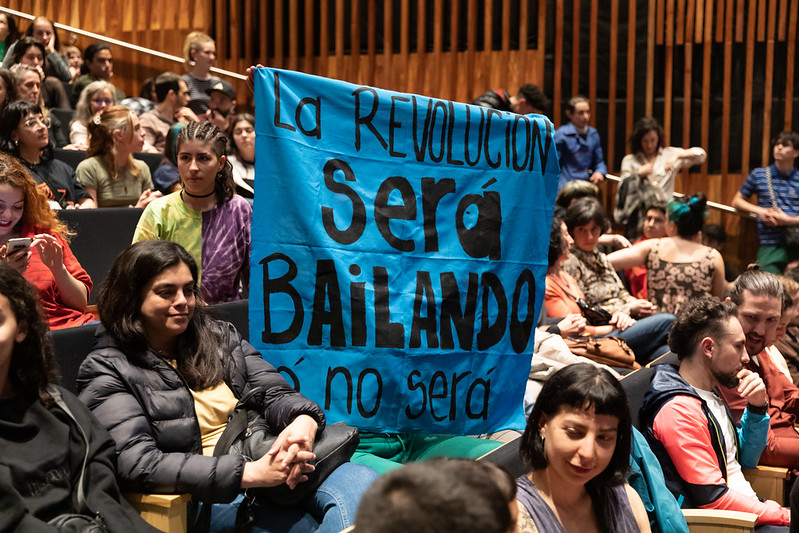 La REVOLUCIÓN
Será
BAiLANDO
ó no será